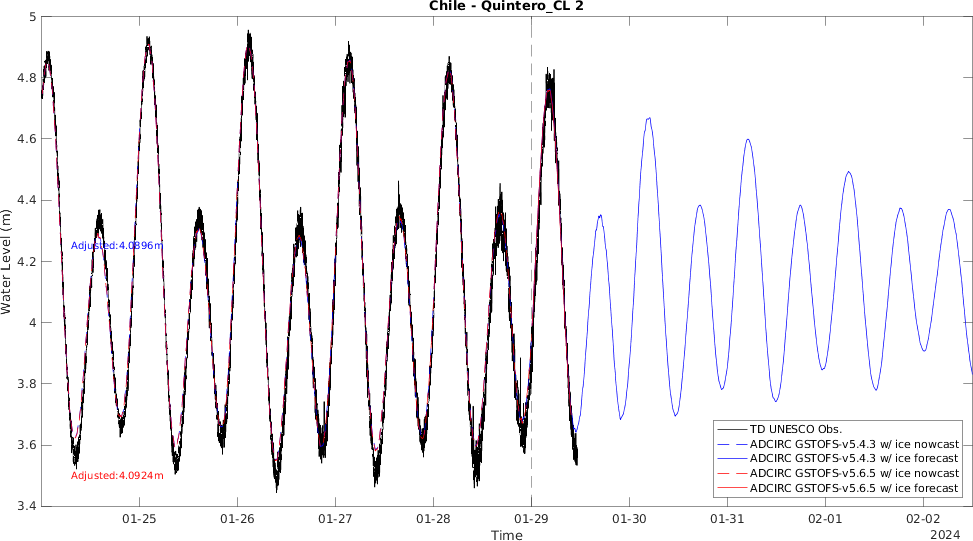 Chile - Quintero_CL 2
Water Level (m)
5
4.8
4.6
4.4
4.2
4
3.8
3.6
3.4
Adjusted:4.0896m
Adjusted:4.0924m
TD UNESCO Obs.
ADCIRC GSTOFS-v5.4.3 w/ ice nowcast
ADCIRC GSTOFS-v5.4.3 w/ ice forecast
ADCIRC GSTOFS-v5.6.5 w/ ice nowcast
ADCIRC GSTOFS-v5.6.5 w/ ice forecast
01-25 01-26 01-27 01-28 01-29 01-30 01-31 02-01 02-02
Time
2024